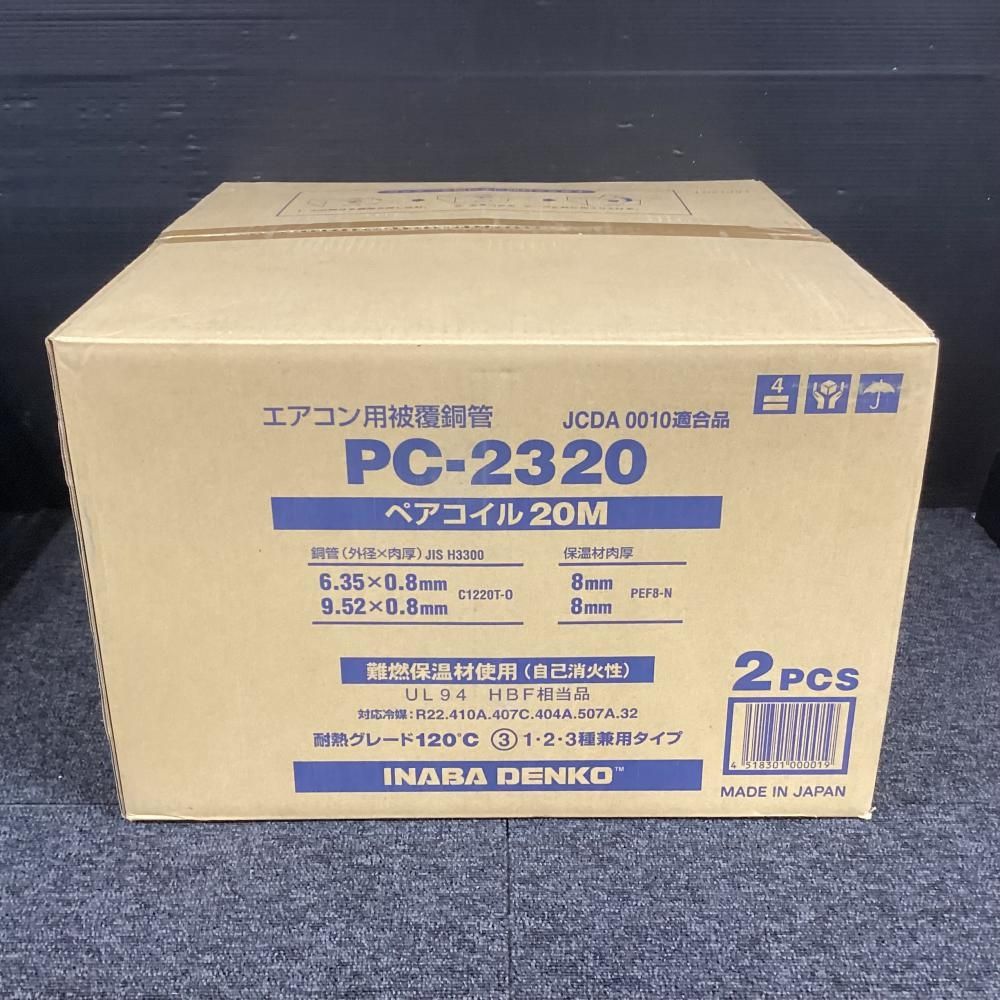 4
エアコン用被覆銅管 JCDA 0010適合品
PC-2320
ペアコイル20M
銅管(外径×肉厚)JIS H3300 保温材肉厚
6.35×0.8mm 8mm
C1220T-O PEF8-N
9.52×0.8mm 8mm
難燃保温材使用(自己消火性)
UL94 HBF相当品
対応冷媒:R22.410A.407C.404A.507A.32
耐熱グレード120℃ ③1・2・3種兼用タイプ
INABA DENKO™
2PCS
4 518301 000019
MADE IN JAPAN